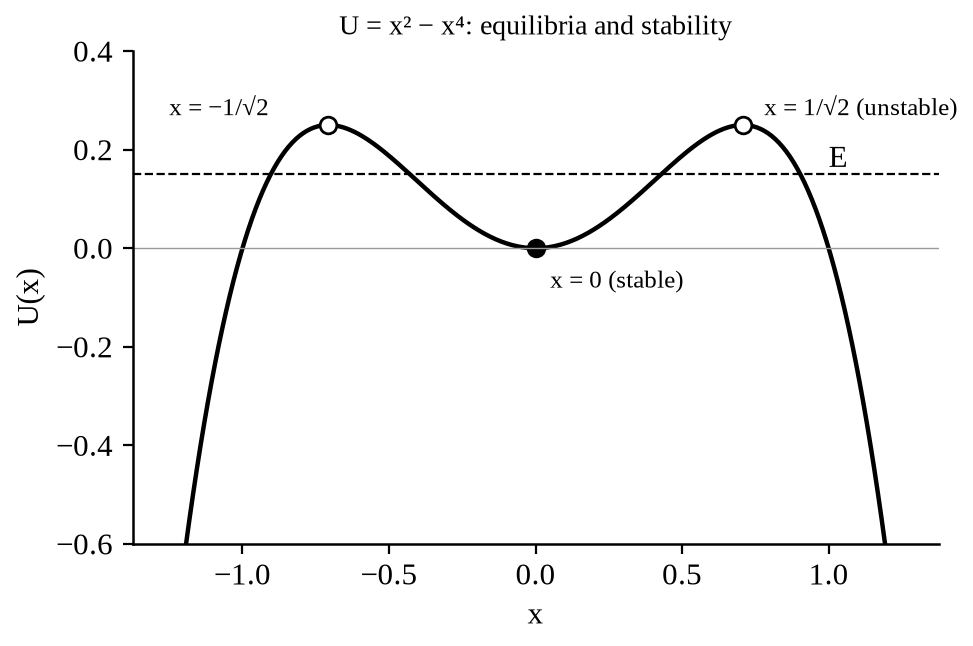 U = x² − x⁴: equilibria and stability
0.4
x = −1/√2
x = 1/√2 (unstable)
0.2
E
0.0
x = 0 (stable)
U(x)
−0.2
−0.4
−0.6
−1.0 −0.5 0.0 0.5 1.0
x